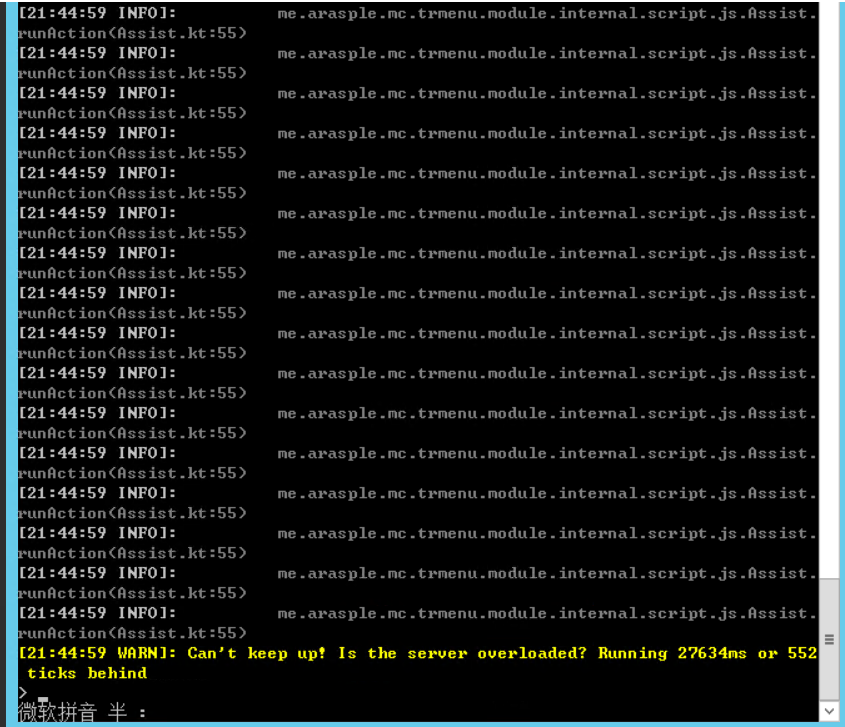 [21:44:59 INFO]:       me.arasple.mc.trmenu.module.internal.script.js.Assist.
runAction(Assist.kt:55)
[21:44:59 INFO]:       me.arasple.mc.trmenu.module.internal.script.js.Assist.
runAction(Assist.kt:55)
[21:44:59 INFO]:       me.arasple.mc.trmenu.module.internal.script.js.Assist.
runAction(Assist.kt:55)
[21:44:59 INFO]:       me.arasple.mc.trmenu.module.internal.script.js.Assist.
runAction(Assist.kt:55)
[21:44:59 INFO]:       me.arasple.mc.trmenu.module.internal.script.js.Assist.
runAction(Assist.kt:55)
[21:44:59 INFO]:       me.arasple.mc.trmenu.module.internal.script.js.Assist.
runAction(Assist.kt:55)
[21:44:59 INFO]:       me.arasple.mc.trmenu.module.internal.script.js.Assist.
runAction(Assist.kt:55)
[21:44:59 INFO]:       me.arasple.mc.trmenu.module.internal.script.js.Assist.
runAction(Assist.kt:55)
[21:44:59 INFO]:       me.arasple.mc.trmenu.module.internal.script.js.Assist.
runAction(Assist.kt:55)
[21:44:59 INFO]:       me.arasple.mc.trmenu.module.internal.script.js.Assist.
runAction(Assist.kt:55)
[21:44:59 INFO]:       me.arasple.mc.trmenu.module.internal.script.js.Assist.
runAction(Assist.kt:55)
[21:44:59 INFO]:       me.arasple.mc.trmenu.module.internal.script.js.Assist.
runAction(Assist.kt:55)
[21:44:59 INFO]:       me.arasple.mc.trmenu.module.internal.script.js.Assist.
runAction(Assist.kt:55)
[21:44:59 INFO]:       me.arasple.mc.trmenu.module.internal.script.js.Assist.
runAction(Assist.kt:55)
[21:44:59 INFO]:       me.arasple.mc.trmenu.module.internal.script.js.Assist.
runAction(Assist.kt:55)
[21:44:59 INFO]:       me.arasple.mc.trmenu.module.internal.script.js.Assist.
runAction(Assist.kt:55)
[21:44:59 WARN]: Can't keep up! Is the server overloaded? Running 27634ms or 552
 ticks behind
>
微软拼音 半 :